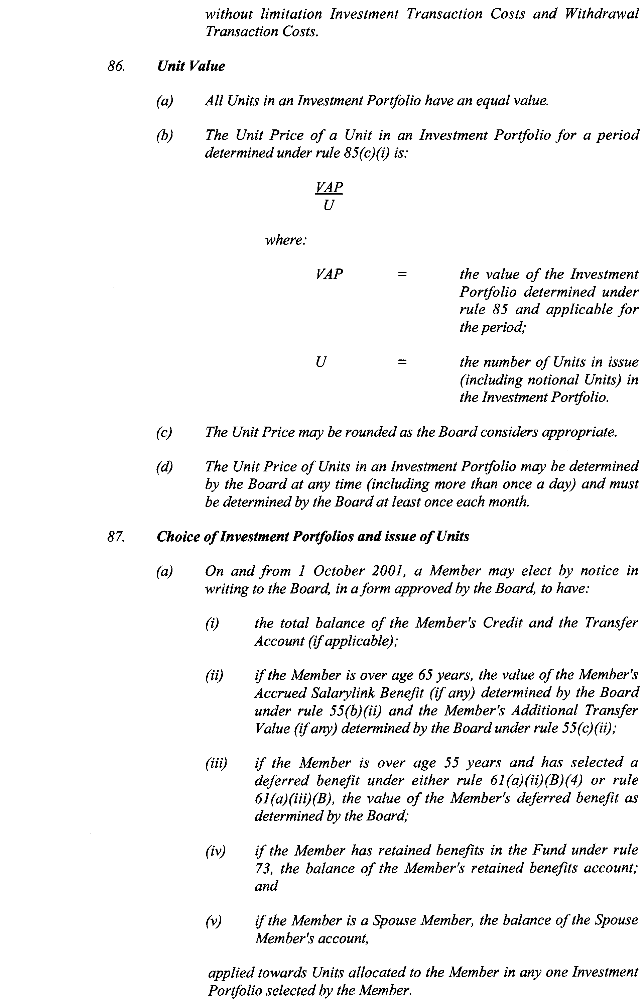 without limitation Investment Transaction Costs and Withdrawal
Transaction Costs.
86. Unit Value
(a) All Units in an Investment Portfolio have an equal value.
(b) The Unit Price of a Unit in an Investment Portfolio for a period
determined under rule 85(c)(i) is:
VAP
U
where:
VAP = the value of the Investment
Portfolio determined under
rule 85 and applicable for
the period;
U = the number of Units in issue
(including notional Units) in
the Investment Portfolio.
(c) The Unit Price may be rounded as the Board considers appropriate.
(d) The Unit Price of Units in an Investment Portfolio may be determined
by the Board at any time (including more than once a day) and must
be determined by the Board at least once each month.
87. Choice of Investment Portfolios and issue of Units
(a) On and from 1 October 2001, a Member may elect by notice in
writing to the Board, in a form approved by the Board, to have:
(i) the total balance of the Member's Credit and the Transfer
Account (if applicable);
(ii) if the Member is over age 65 years, the value of the Member's
Accrued Salarylink Benefit (if any) determined by the Board
under rule 55(b)(ii) and the Member's Additional Transfer
Value (if any) determined by the Board under rule 55(c)(ii);
(iii) if the Member is over age 55 years and has selected a
deferred benefit under either rule 61(a)(ii)(B)(4) or rule
61(a)(iii)(B), the value of the Member's deferred benefit as
determined by the Board;
(iv) if the Member has retained benefits in the Fund under rule
73, the balance of the Member's retained benefits account;
and
(v) if the Member is a Spouse Member, the balance of the Spouse
Member's account,
applied towards Units allocated to the Member in any one Investment
Portfolio selected by the Member.